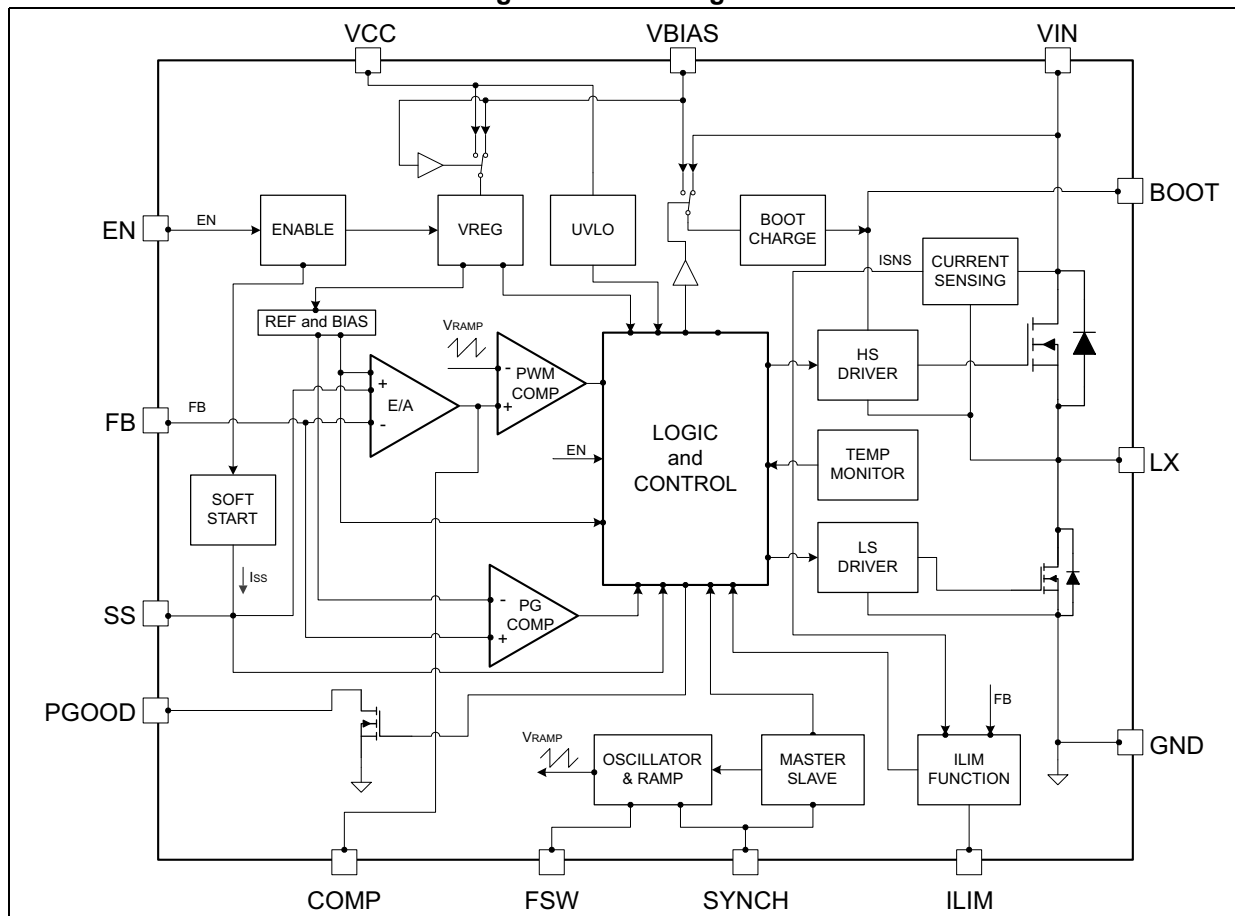 VCC
VBIAS
VIN
BOOT
EN
EN
ENABLE
VREG
UVLO
BOOT
CHARGE
ISNS
CURRENT
SENSING
REF and BIAS
VRAMP
-
PWM
COMP
+
HS
DRIVER
+
E/A
-
FB
FB
LOGIC
and
CONTROL
EN
TEMP
MONITOR
LX
SOFT
START
ISS
LS
DRIVER
SS
-
PG
COMP
+
PGOOD
FB
VRAMP
OSCILLATOR
& RAMP
MASTER
SLAVE
ILIM
FUNCTION
GND
COMP
FSW
SYNCH
ILIM